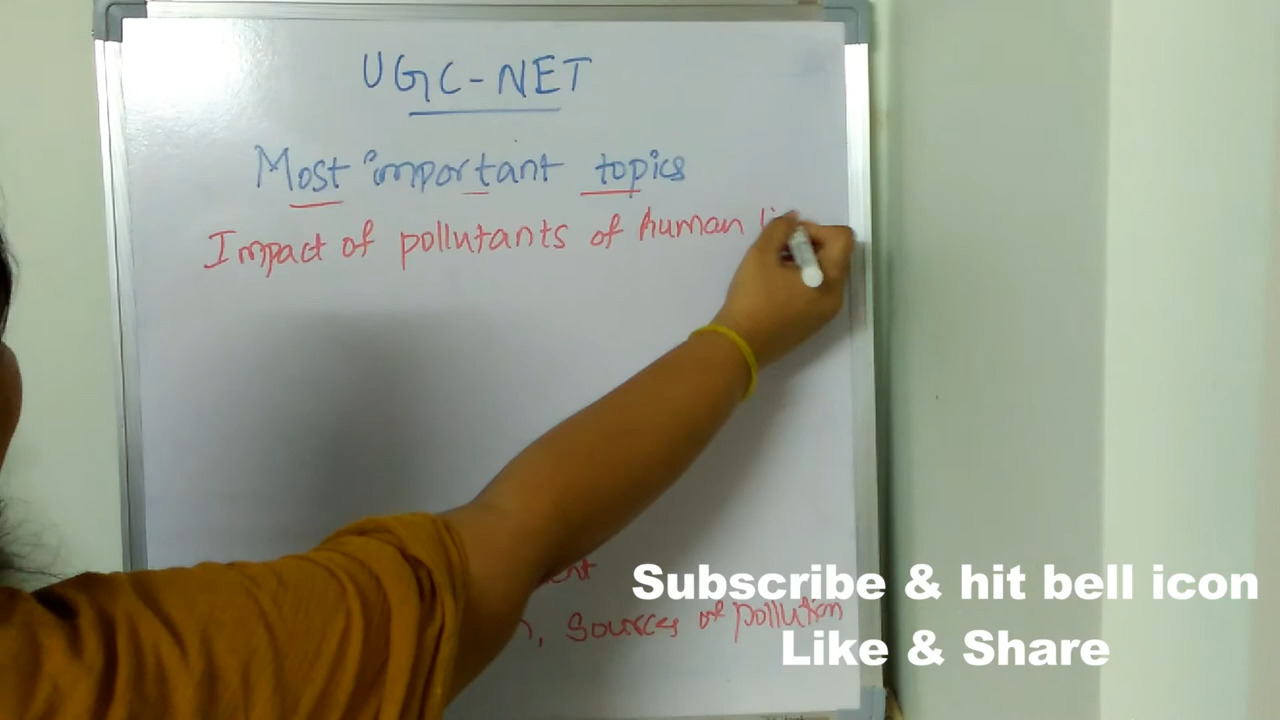 UGC-NET
Most important topics
Impact of pollutants of human
, Sources of pollution
Subscribe & hit bell icon
Like & Share